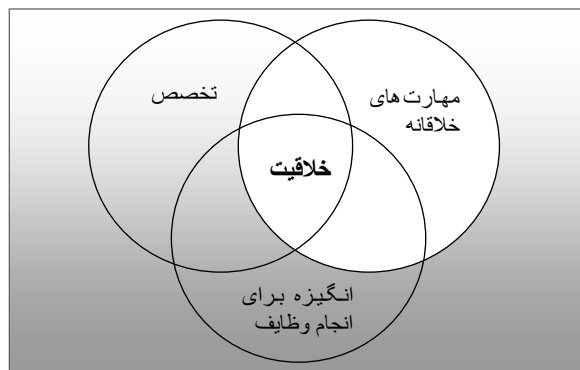 تخصص
مهارت‌های
خلاقانه
خلاقیت
انگیزه برای
انجام وظایف